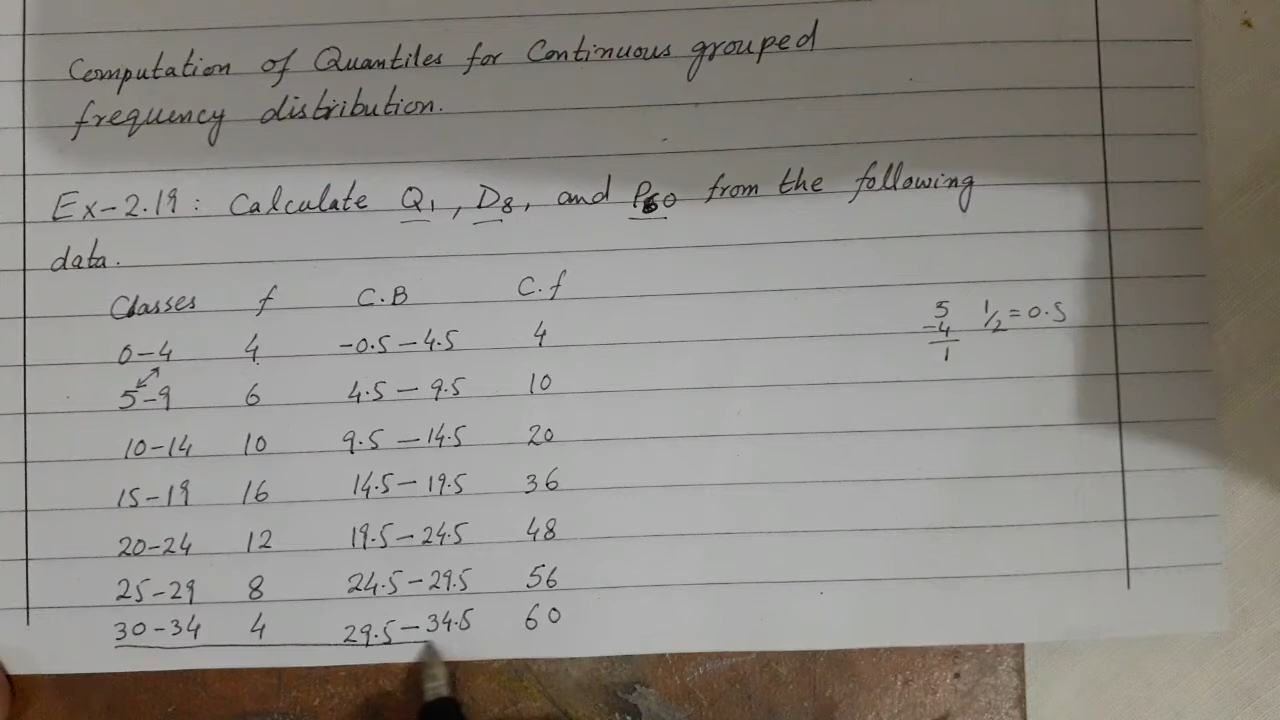 Computation of Quantiles for Continuous grouped
frequency distribution.
Ex-2.19: Calculate Q1, D8, and P60 from the following
data.
Classes f C.B C.f
0-4 4 -0.5-4.5 4
5-9 6 4.5-9.5 10
10-14 10 9.5-14.5 20
15-19 16 14.5-19.5 36
20-24 12 19.5-24.5 48
25-29 8 24.5-29.5 56
30-34 4 29.5-34.5 60
5 1/2=0.5
-4
1